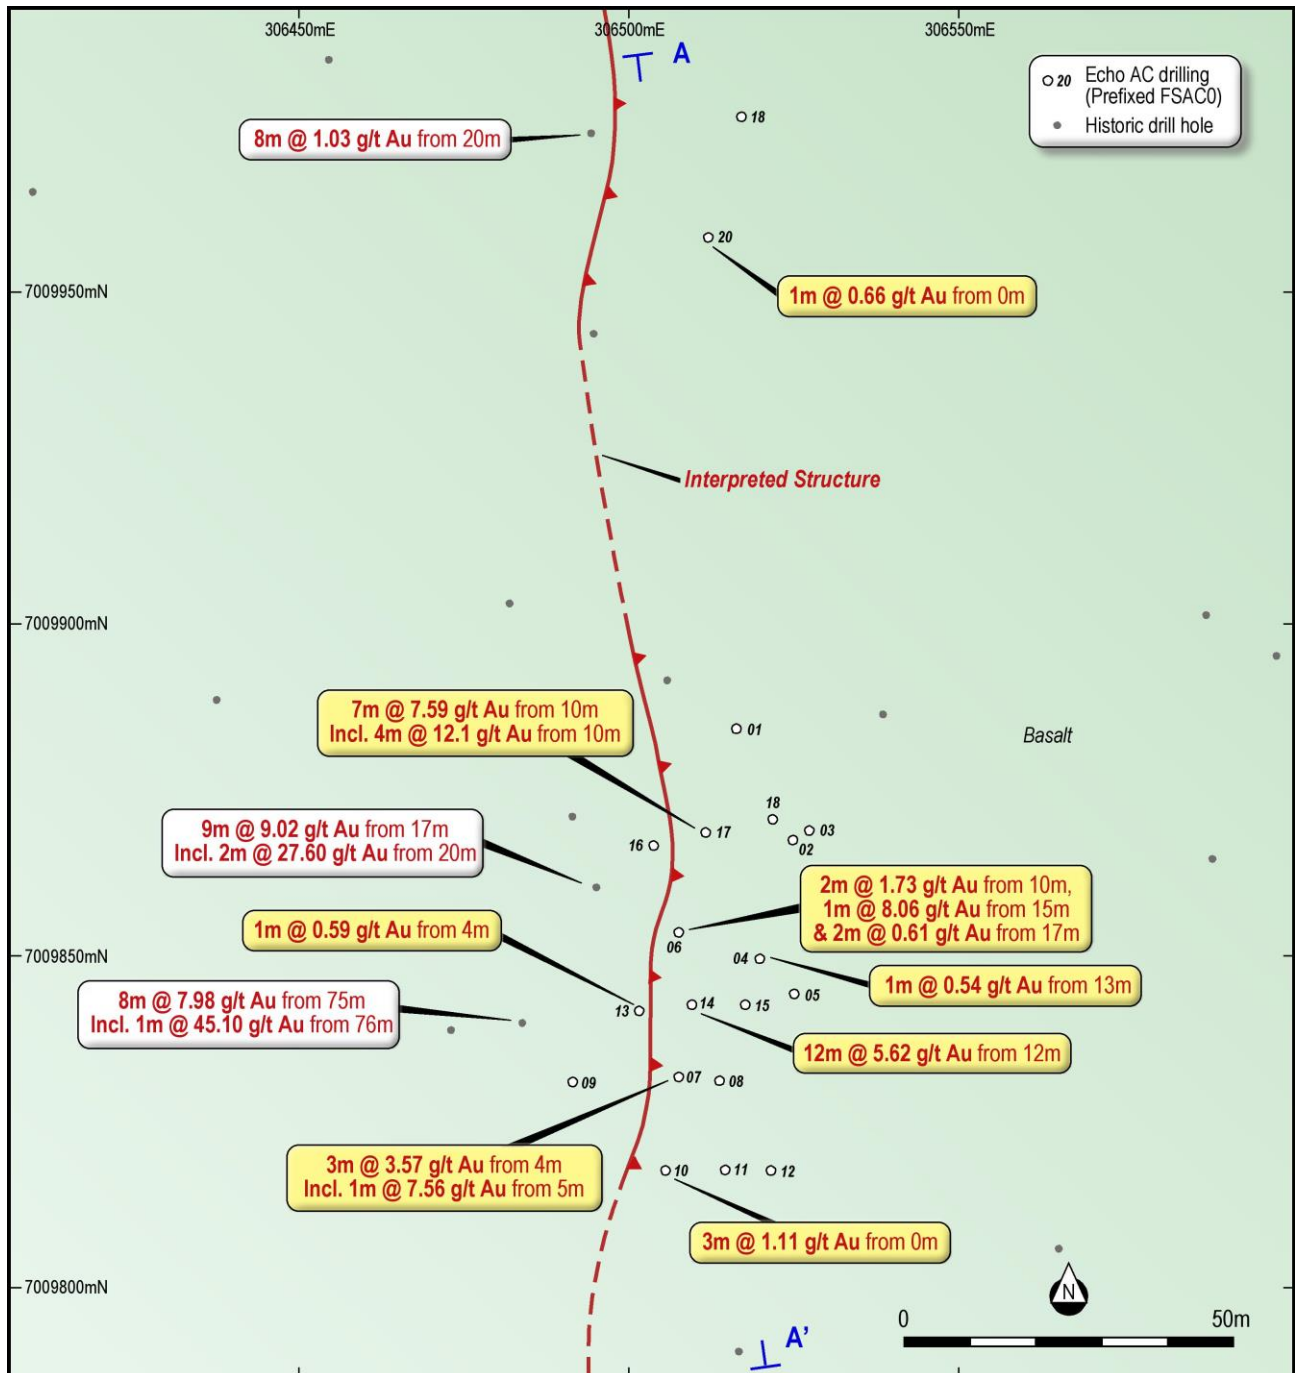 306450mE
306500mE
306550mE
A
20 Echo AC drilling
(Prefixed FSAC0)
Historic drill hole
18
8m @ 1.03 g/t Au from 20m
20
7009950mN
1m @ 0.66 g/t Au from 0m
Interpreted Structure
7009900mN
7m @ 7.59 g/t Au from 10m
Incl. 4m @ 12.1 g/t Au from 10m
01
Basalt
18
17
03
02
16
9m @ 9.02 g/t Au from 17m
Incl. 2m @ 27.60 g/t Au from 20m
2m @ 1.73 g/t Au from 10m,
1m @ 8.06 g/t Au from 15m
& 2m @ 0.61 g/t Au from 17m
1m @ 0.59 g/t Au from 4m
06
7009850mN
04
1m @ 0.54 g/t Au from 13m
05
8m @ 7.98 g/t Au from 75m
Incl. 1m @ 45.10 g/t Au from 76m
13
14
15
12m @ 5.62 g/t Au from 12m
09
07
08
3m @ 3.57 g/t Au from 4m
Incl. 1m @ 7.56 g/t Au from 5m
10
11
12
3m @ 1.11 g/t Au from 0m
7009800mN
N
0
50m
A'